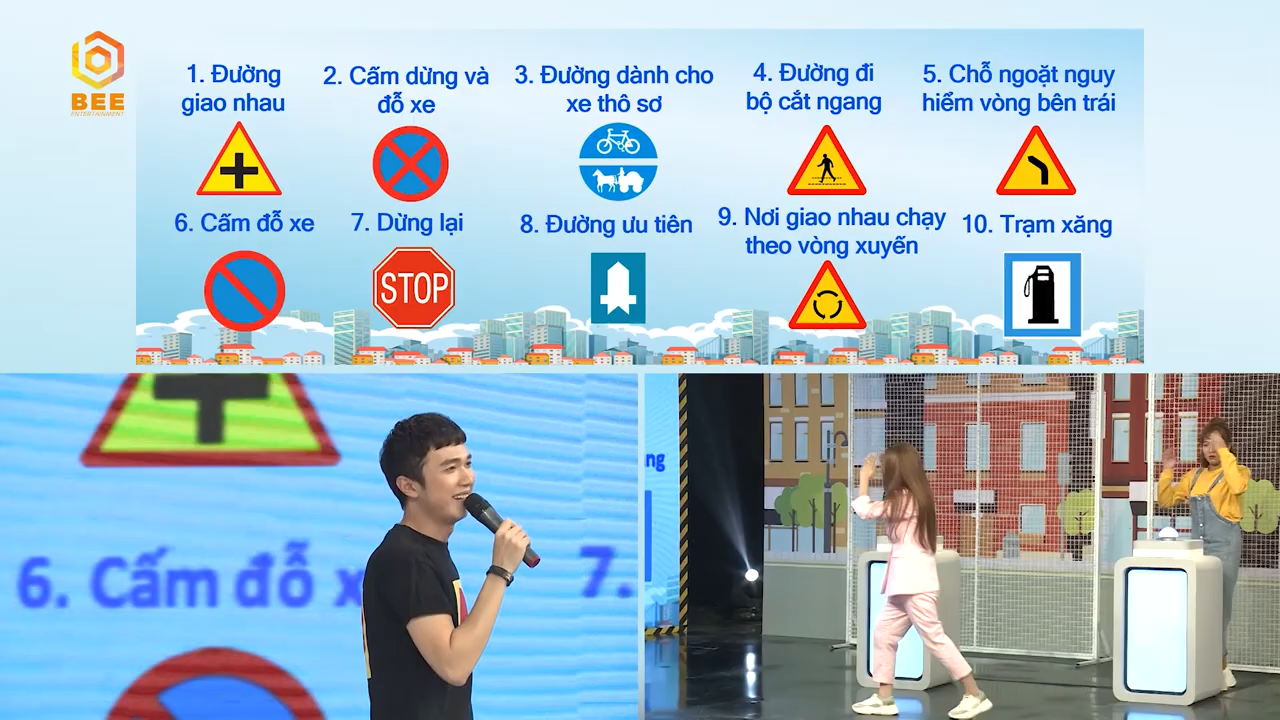 BEE
ENTERTAINMENT
1. Đường
giao nhau
2. Cấm dừng và
đỗ xe
3. Đường dành cho
xe thô sơ
4. Đường đi
bộ cắt ngang
5. Chỗ ngoặt nguy
hiểm vòng bên trái
6. Cấm đỗ xe
7. Dừng lại
STOP
8. Đường ưu tiên
9. Nơi giao nhau chạy
theo vòng xuyến
10. Trạm xăng
6. Cấm đỗ x
7.
ng